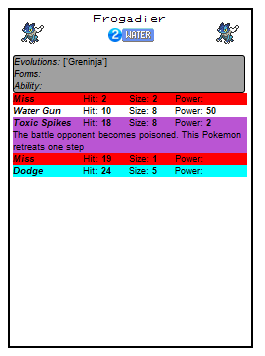 Frogadier
2 WATER
Evolutions: ['Greninja']
Forms:
Ability:
Miss Hit: 2 Size: 2 Power:
Water Gun Hit: 10 Size: 8 Power: 50
Toxic Spikes Hit: 18 Size: 8 Power: 2
The battle opponent becomes poisoned. This Pokemon
retreats one step
Miss Hit: 19 Size: 1 Power:
Dodge Hit: 24 Size: 5 Power: